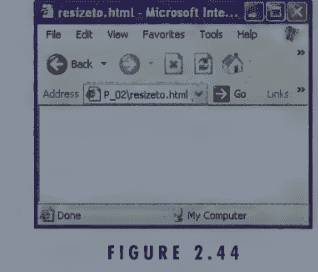 resizeto.html - Microsoft Inte...
File Edit View Favorites Tools Help
Back
Address P_02\resizeto.html Go Links
Done My Computer
FIGURE 2.44